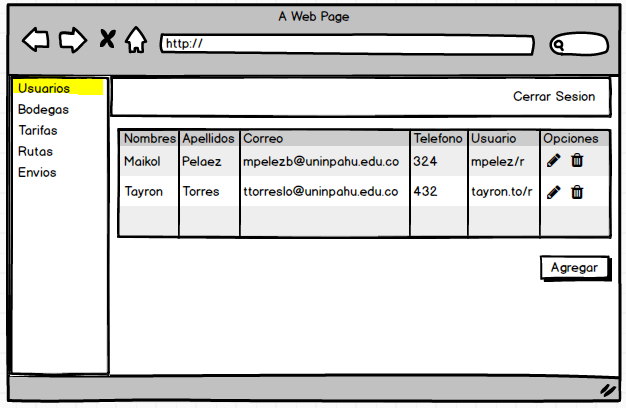 A Web Page
http://
Usuarios
Bodegas
Tarifas
Rutas
Envios
Cerrar Sesion
Nombres Apellidos Correo Telefono Usuario Opciones
Maikol Pelaez mpelezb@uninpahu.edu.co 324 mpelez/r
Tayron Torres ttorreslo@uninpahu.edu.co 432 tayron.to/r
Agregar